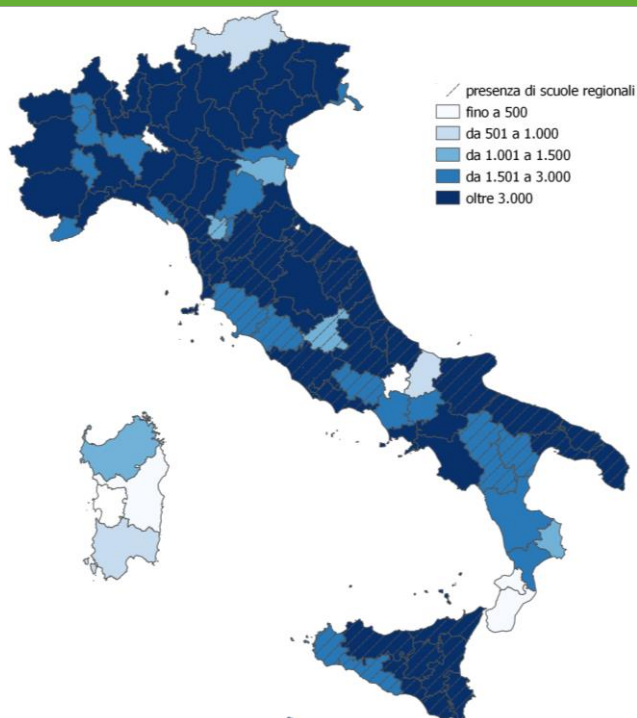 presenza di scuole regionali
fino a 500
da 501 a 1.000
da 1.001 a 1.500
da 1.501 a 3.000
oltre 3.000